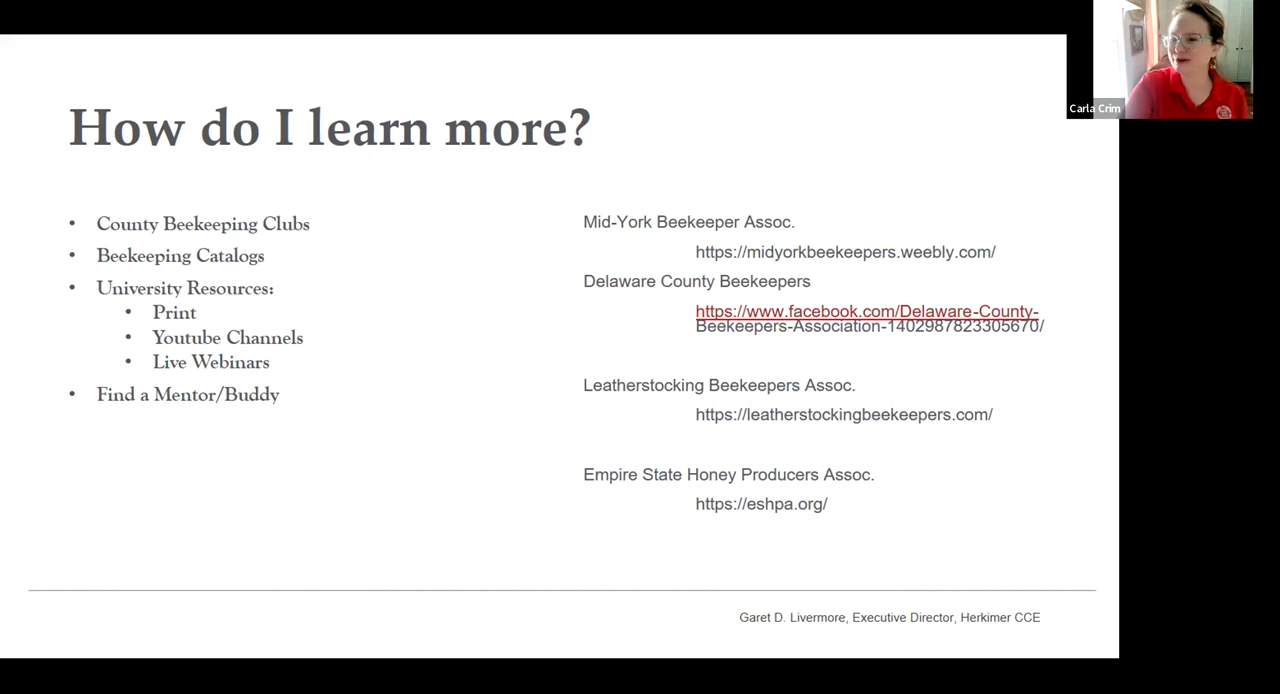 Carla Crim
How do I learn more?
• County Beekeeping Clubs
• Beekeeping Catalogs
• University Resources:
• Print
• Youtube Channels
• Live Webinars
• Find a Mentor/Buddy
Mid-York Beekeeper Assoc.
https://midyorkbeekeepers.weebly.com/
Delaware County Beekeepers
https://www.facebook.com/Delaware-County-
Beekeepers-Association-1402987823305670/
Leatherstocking Beekeepers Assoc.
https://leatherstockingbeekeepers.com/
Empire State Honey Producers Assoc.
https://eshpa.org/
Garet D. Livermore, Executive Director, Herkimer CCE